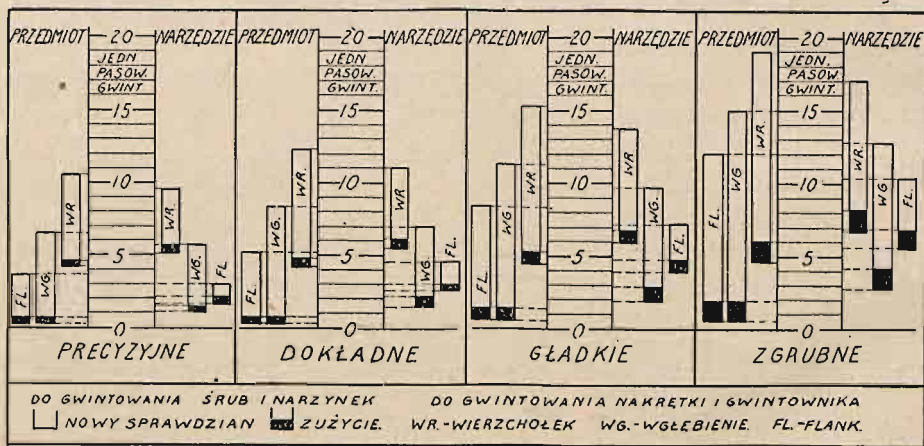 PRZEDMIOT 20 NARZĘDZIE PRZEDMIOT 20 NARZĘDZIE PRZEDMIOT 20 NARZĘDZIE PRZEDMIOT 20 NARZĘDZIE
JEDN JEDN. JEDN. JEDN.
PASOW. PASOW. PASOW. PASOW.
GWINT. GWINT. GWINT. GWINT.
15 15 15 15
10 10 10 10
5 5 5 5
0 0 0 0
FL. WG. WR. WR. WG. FL
FL. WG. WR. WR WG. FL.
FL. WG. WR. WR. WG. FL.
FL. WG WR. WR. WG FL.
PRECYZYJNE DOKŁADNE GŁADKIE ZGRUBNE
DO GWINTOWANIA ŚRUB I NARZYNEK DO GWINTOWANIA NAKRĘTKI I GWINTOWNIKA
NOWY SPRAWDZIAN ZUŻYCIE. WR.-WIERZCHOŁEK WG.-WGŁĘBIENIE. FL.-FLANK.